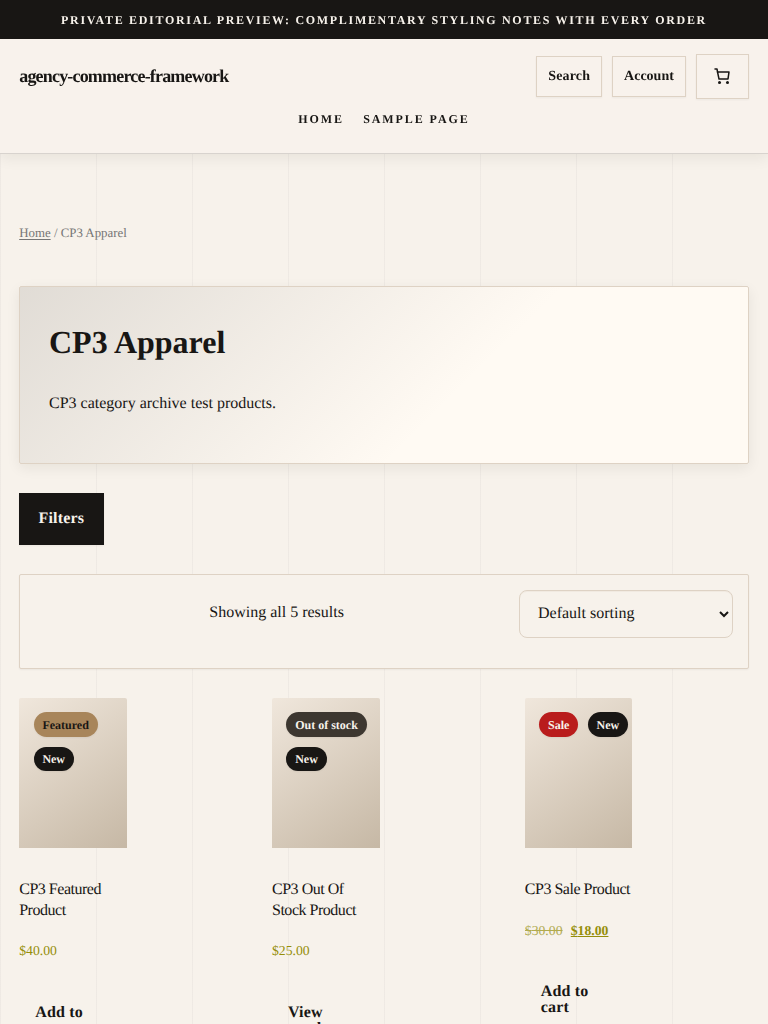 PRIVATE EDITORIAL PREVIEW: COMPLIMENTARY STYLING NOTES WITH EVERY ORDER
agency-commerce-framework
Search
Account
HOME
SAMPLE PAGE
Home / CP3 Apparel
CP3 Apparel
CP3 category archive test products.
Filters
Showing all 5 results
Default sorting
Featured
New
CP3 Featured
Product
$40.00
Add to
Out of stock
New
CP3 Out Of
Stock Product
$25.00
View
Sale
New
CP3 Sale Product
$30.00 $18.00
Add to
cart